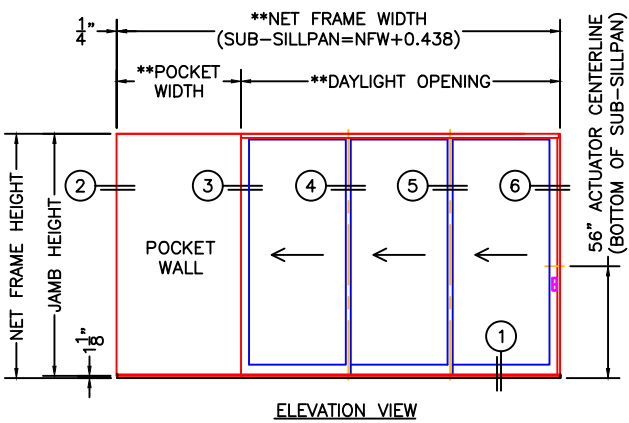 1/4"
**NET FRAME WIDTH
(SUB-SILLPAN=NFW+0.438)
**POCKET
WIDTH
**DAYLIGHT OPENING
56" ACTUATOR CENTERLINE
(BOTTOM OF SUB-SILLPAN)
NET FRAME HEIGHT
JAMB HEIGHT
2
3
4
5
6
POCKET
WALL
1
1/8"
ELEVATION VIEW